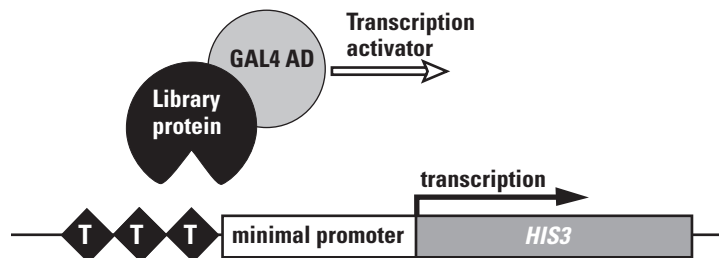 Transcription
activator
GAL4 AD
Library
protein
transcription
T T T minimal promoter HIS3